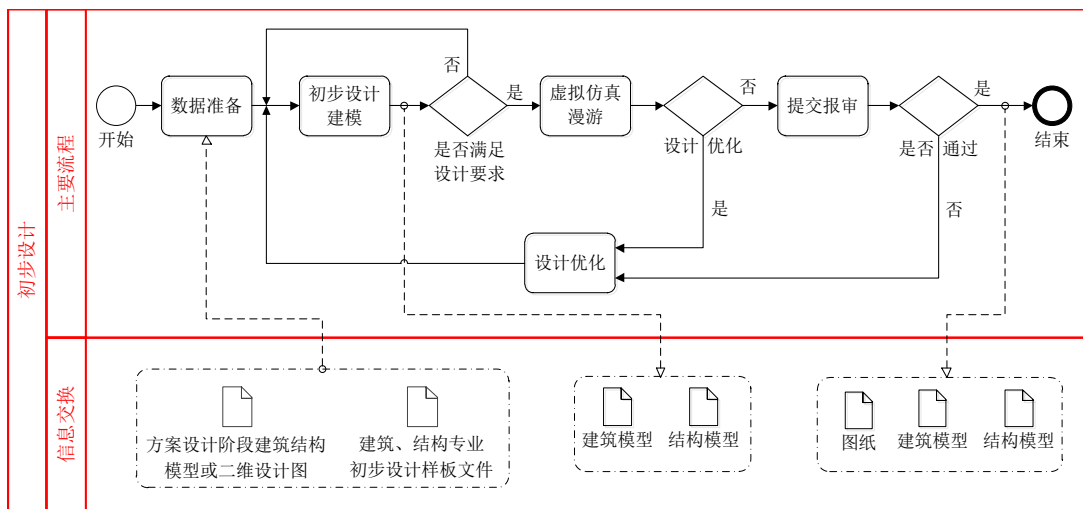 初步设计
主要流程
开始
数据准备
初步设计
建模
否
是否满足
设计要求
是
虚拟仿真
漫游
设计 优化
否
是
提交报审
是否 通过
是
否
结束
设计优化
信息交换
方案设计阶段建筑结构
模型或二维设计图
建筑、结构专业
初步设计样板文件
建筑模型
结构模型
图纸
建筑模型
结构模型